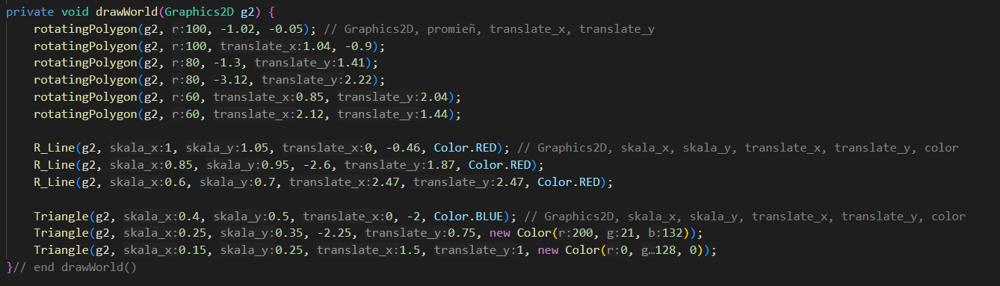 private void drawWorld(Graphics2D g2) {
rotatingPolygon(g2, r:100, -1.02, -0.05); // Graphics2D, promieñ, translate_x, translate_y
rotatingPolygon(g2, r:100, translate_x:1.04, -0.9);
rotatingPolygon(g2, r:80, -1.3, translate_y:1.41);
rotatingPolygon(g2, r:80, -3.12, translate_y:2.22);
rotatingPolygon(g2, r:60, translate_x:0.85, translate_y:2.04);
rotatingPolygon(g2, r:60, translate_x:2.12, translate_y:1.44);
R_Line(g2, skala_x:1, skala_y:1.05, translate_x:0, -0.46, Color.RED); // Graphics2D, skala_x, skala_y, translate_x, translate_y, color
R_Line(g2, skala_x:0.85, skala_y:0.95, -2.6, translate_y:1.87, Color.RED);
R_Line(g2, skala_x:0.6, skala_y:0.7, translate_x:2.47, translate_y:2.47, Color.RED);
Triangle(g2, skala_x:0.4, skala_y:0.5, translate_x:0, -2, Color.BLUE); // Graphics2D, skala_x, skala_y, translate_x, translate_y, color
Triangle(g2, skala_x:0.25, skala_y:0.35, -2.25, translate_y:0.75, new Color(r:200, g:21, b:132));
Triangle(g2, skala_x:0.15, skala_y:0.25, translate_x:1.5, translate_y:1, new Color(r:0, g…128, 0));
}// end drawWorld()